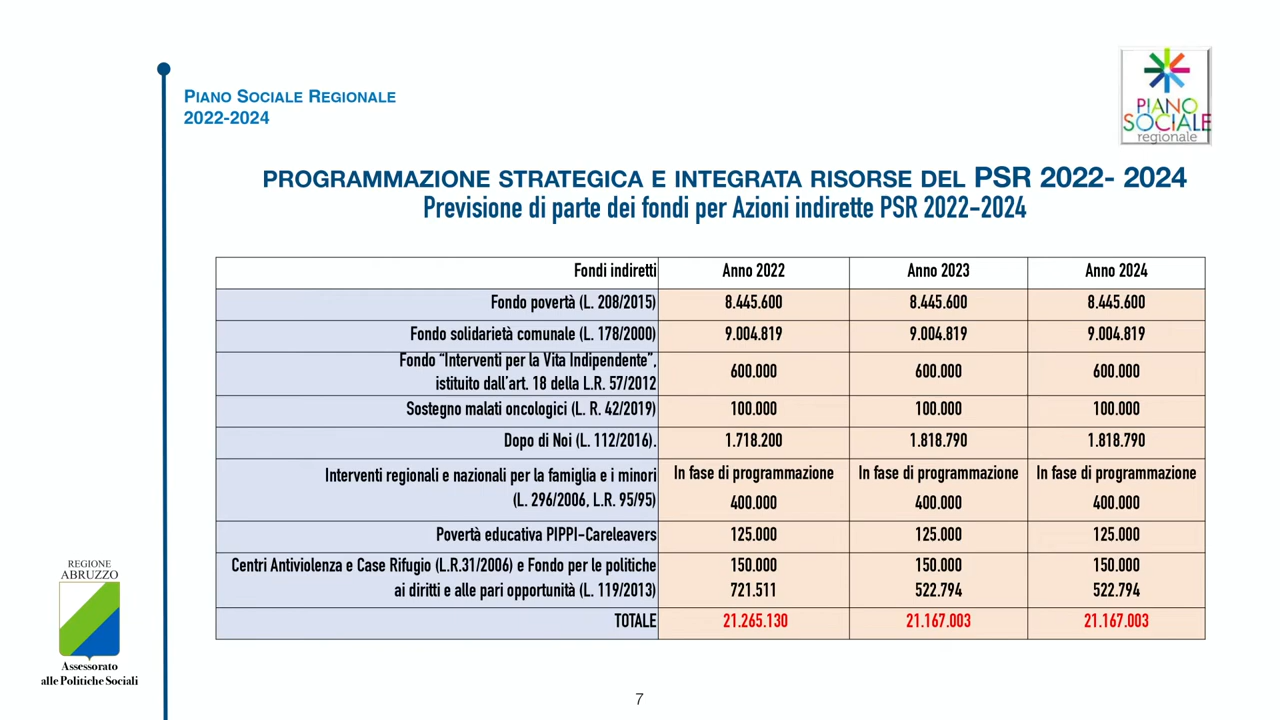 PIANO SOCIALE REGIONALE
2022-2024
PIANO
SOCIALE
regionale
PROGRAMMAZIONE STRATEGICA E INTEGRATA RISORSE DEL PSR 2022- 2024
Previsione di parte dei fondi per Azioni indirette PSR 2022-2024
Fondi indiretti Anno 2022 Anno 2023 Anno 2024
Fondo povertà (L. 208/2015) 8.445.600 8.445.600 8.445.600
Fondo solidarietà comunale (L. 178/2000) 9.004.819 9.004.819 9.004.819
Fondo “Interventi per la Vita Indipendente”,
istituito dall’art. 18 della L.R. 57/2012 600.000 600.000 600.000
Sostegno malati oncologici (L. R. 42/2019) 100.000 100.000 100.000
Dopo di Noi (L. 112/2016). 1.718.200 1.818.790 1.818.790
Interventi regionali e nazionali per la famiglia e i minori In fase di programmazione In fase di programmazione In fase di programmazione
(L. 296/2006, L.R. 95/95) 400.000 400.000 400.000
Povertà educativa PIPPI-Careleavers 125.000 125.000 125.000
Centri Antiviolenza e Case Rifugio (L.R.31/2006) e Fondo per le politiche 150.000 150.000 150.000
ai diritti e alle pari opportunità (L. 119/2013) 721.511 522.794 522.794
TOTALE 21.265.130 21.167.003 21.167.003
REGIONE
ABRUZZO
Assessorato
alle Politiche Sociali
7